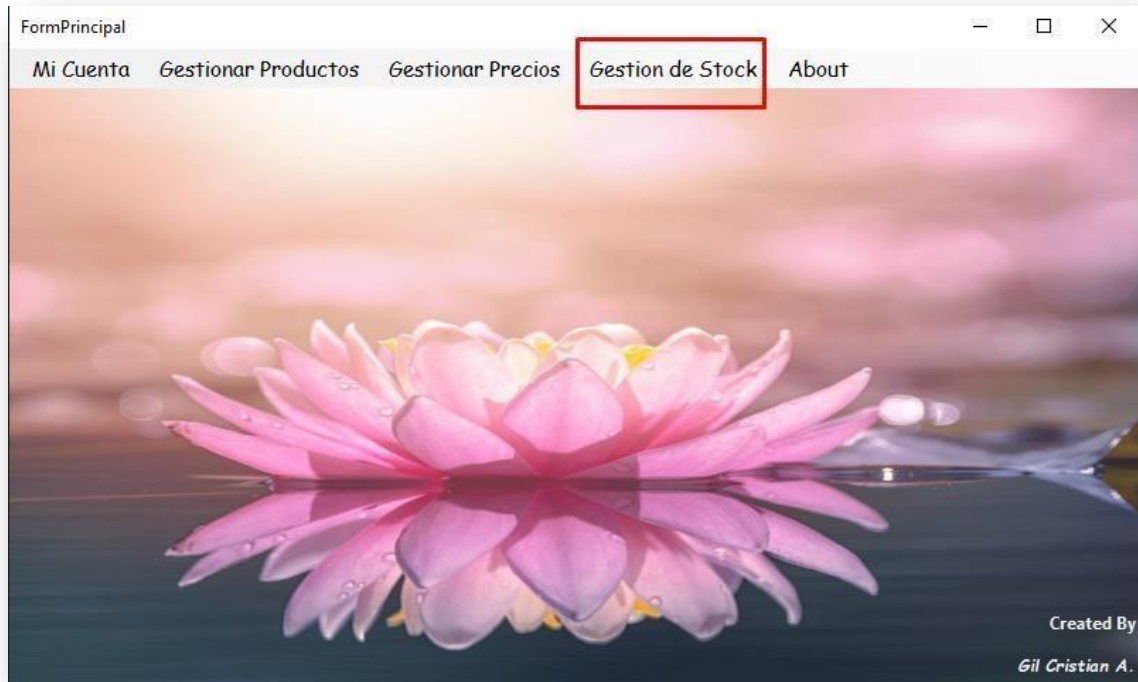 FormPrincipal
Mi Cuenta Gestionar Productos Gestionar Precios Gestion de Stock About
Created By
Gil Cristian A.